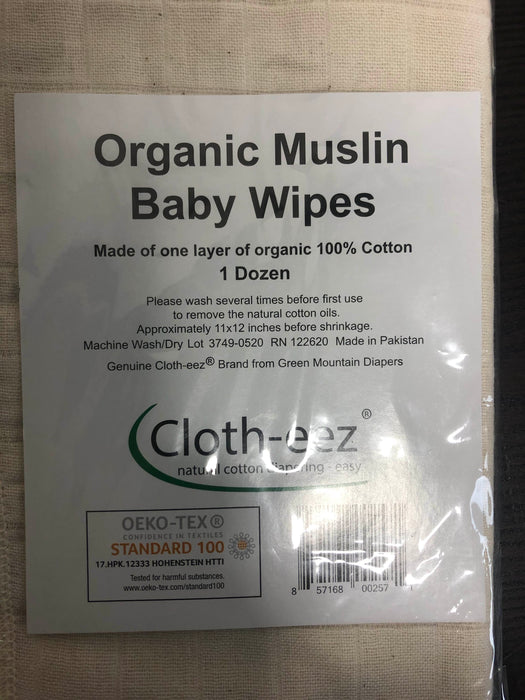 Organic Muslin
Baby Wipes
Made of one layer of organic 100% Cotton
1 Dozen
Please wash several times before first use
to remove the natural cotton oils.
Approximately 11x12 inches before shrinkage.
Machine Wash/Dry Lot 3749-0520 RN 122620 Made in Pakistan
Genuine Cloth-eez® Brand from Green Mountain Diapers
Cloth-eez®
natural cotton diapering - easy
OEKO-TEX®
CONFIDENCE IN TEXTILES
STANDARD 100
17.HPK.12333 HOHENSTEIN HTTI
Tested for harmful substances.
www.oeko-tex.com/standard100
8 57168 00257